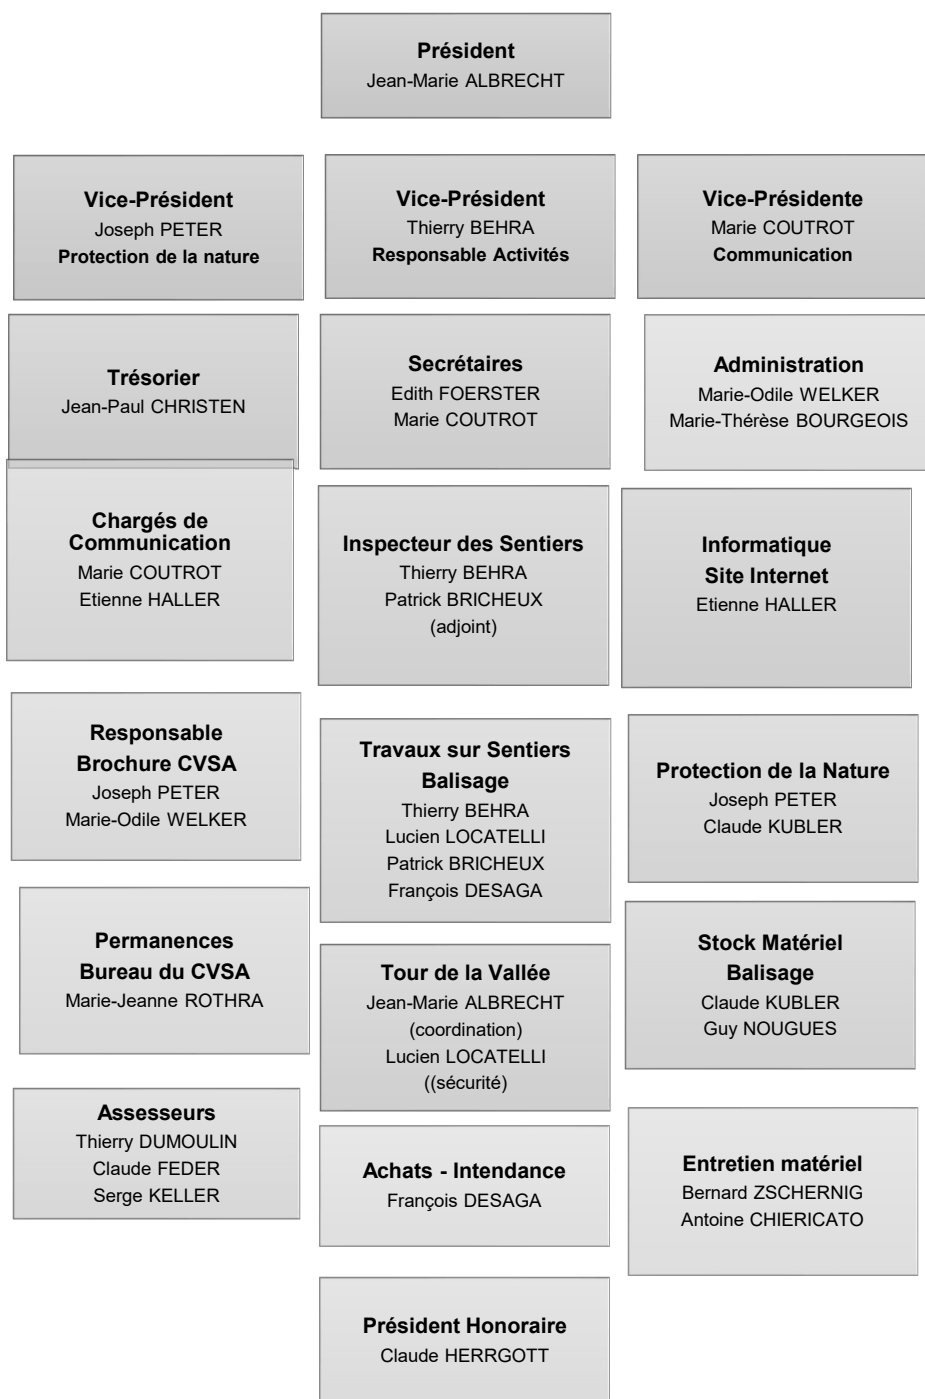 Président
Jean-Marie ALBRECHT
Vice-Président
Joseph PETER
Protection de la nature
Vice-Président
Thierry BEHRA
Responsable Activités
Vice-Présidente
Marie COUTROT
Communication
Trésorier
Jean-Paul CHRISTEN
Secrétaires
Edith FOERSTER
Marie COUTROT
Administration
Marie-Odile WELKER
Marie-Thérèse BOURGEOIS
Chargés de
Communication
Marie COUTROT
Etienne HALLER
Inspecteur des Sentiers
Thierry BEHRA
Patrick BRICHEUX
(adjoint)
Informatique
Site Internet
Etienne HALLER
Responsable
Brochure CVSA
Joseph PETER
Marie-Odile WELKER
Travaux sur Sentiers
Balisage
Thierry BEHRA
Lucien LOCATELLI
Patrick BRICHEUX
François DESAGA
Protection de la Nature
Joseph PETER
Claude KUBLER
Permanences
Bureau du CVSA
Marie-Jeanne ROTHRA
Tour de la Vallée
Jean-Marie ALBRECHT
(coordination)
Lucien LOCATELLI
((sécurité)
Stock Matériel
Balisage
Claude KUBLER
Guy NOUGUES
Assesseurs
Thierry DUMOULIN
Claude FEDER
Serge KELLER
Achats - Intendance
François DESAGA
Entretien matériel
Bernard ZSCHERNIG
Antoine CHIERICATO
Président Honoraire
Claude HERRGOTT